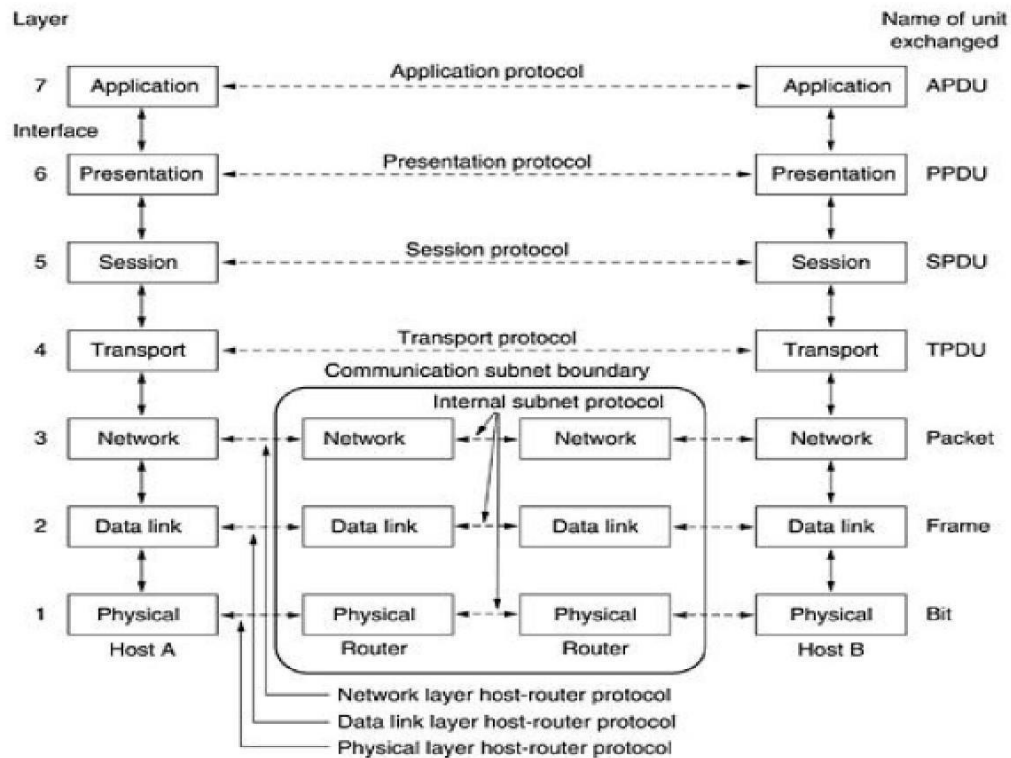 Layer
Name of unit
exchanged
Application protocol
7 Application Application APDU
Interface
Presentation protocol
6 Presentation Presentation PPDU
Session protocol
5 Session Session SPDU
Transport protocol
4 Transport Transport TPDU
Communication subnet boundary
Internal subnet protocol
3 Network Network Network Network Packet
2 Data link Data link Data link Data link Frame
1 Physical Physical Physical Physical Bit
Host A Router Router Host B
Network layer host-router protocol
Data link layer host-router protocol
Physical layer host-router protocol